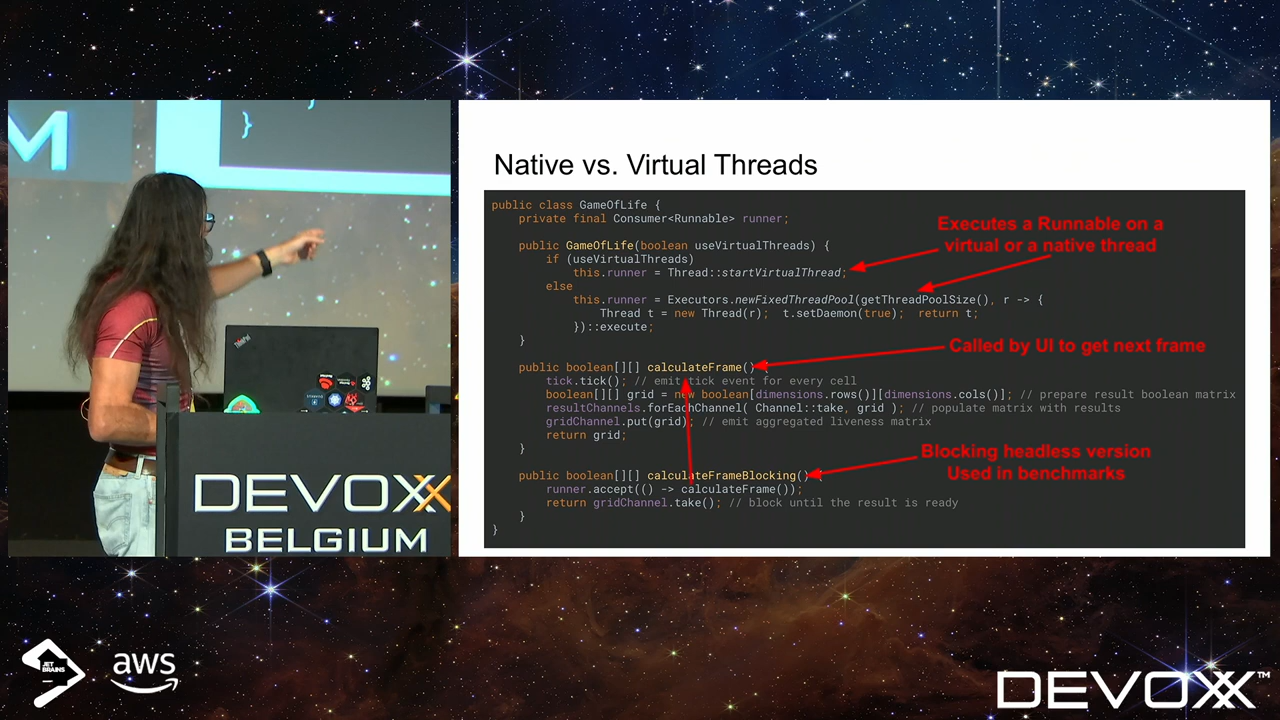 M
}
ThinkPad
DEVOXX
BELGIUM
Native vs. Virtual Threads
public class GameOfLife {
private final Consumer<Runnable> runner;
public GameOfLife(boolean useVirtualThreads) {
if (useVirtualThreads)
this.runner = Thread::startVirtualThread;
else
this.runner = Executors.newFixedThreadPool(getThreadPoolSize(), r -> {
Thread t = new Thread(r); t.setDaemon(true); return t;
})::execute;
}
public boolean[][] calculateFrame() {
tick.tick(); // emit tick event for every cell
boolean[][] grid = new boolean[dimensions.rows()][dimensions.cols()]; // prepare result boolean matrix
resultChannels.forEachChannel( Channel::take, grid ); // populate matrix with results
gridChannel.put(grid); // emit aggregated liveness matrix
return grid;
}
public boolean[][] calculateFrameBlocking() {
runner.accept(() -> calculateFrame());
return gridChannel.take(); // block until the result is ready
}
}
Executes a Runnable on a
virtual or a native thread
Called by UI to get next frame
Blocking headless version
Used in benchmarks
JET
BRAINS
aws
DEVOXX™